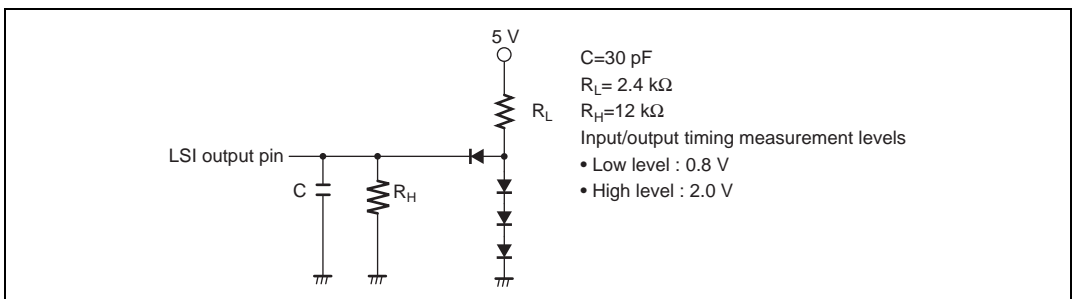 5 V
C=30 pF
RL= 2.4 kΩ
RL
RH=12 kΩ
Input/output timing measurement levels
LSI output pin
• Low level : 0.8 V
• High level : 2.0 V
C
RH